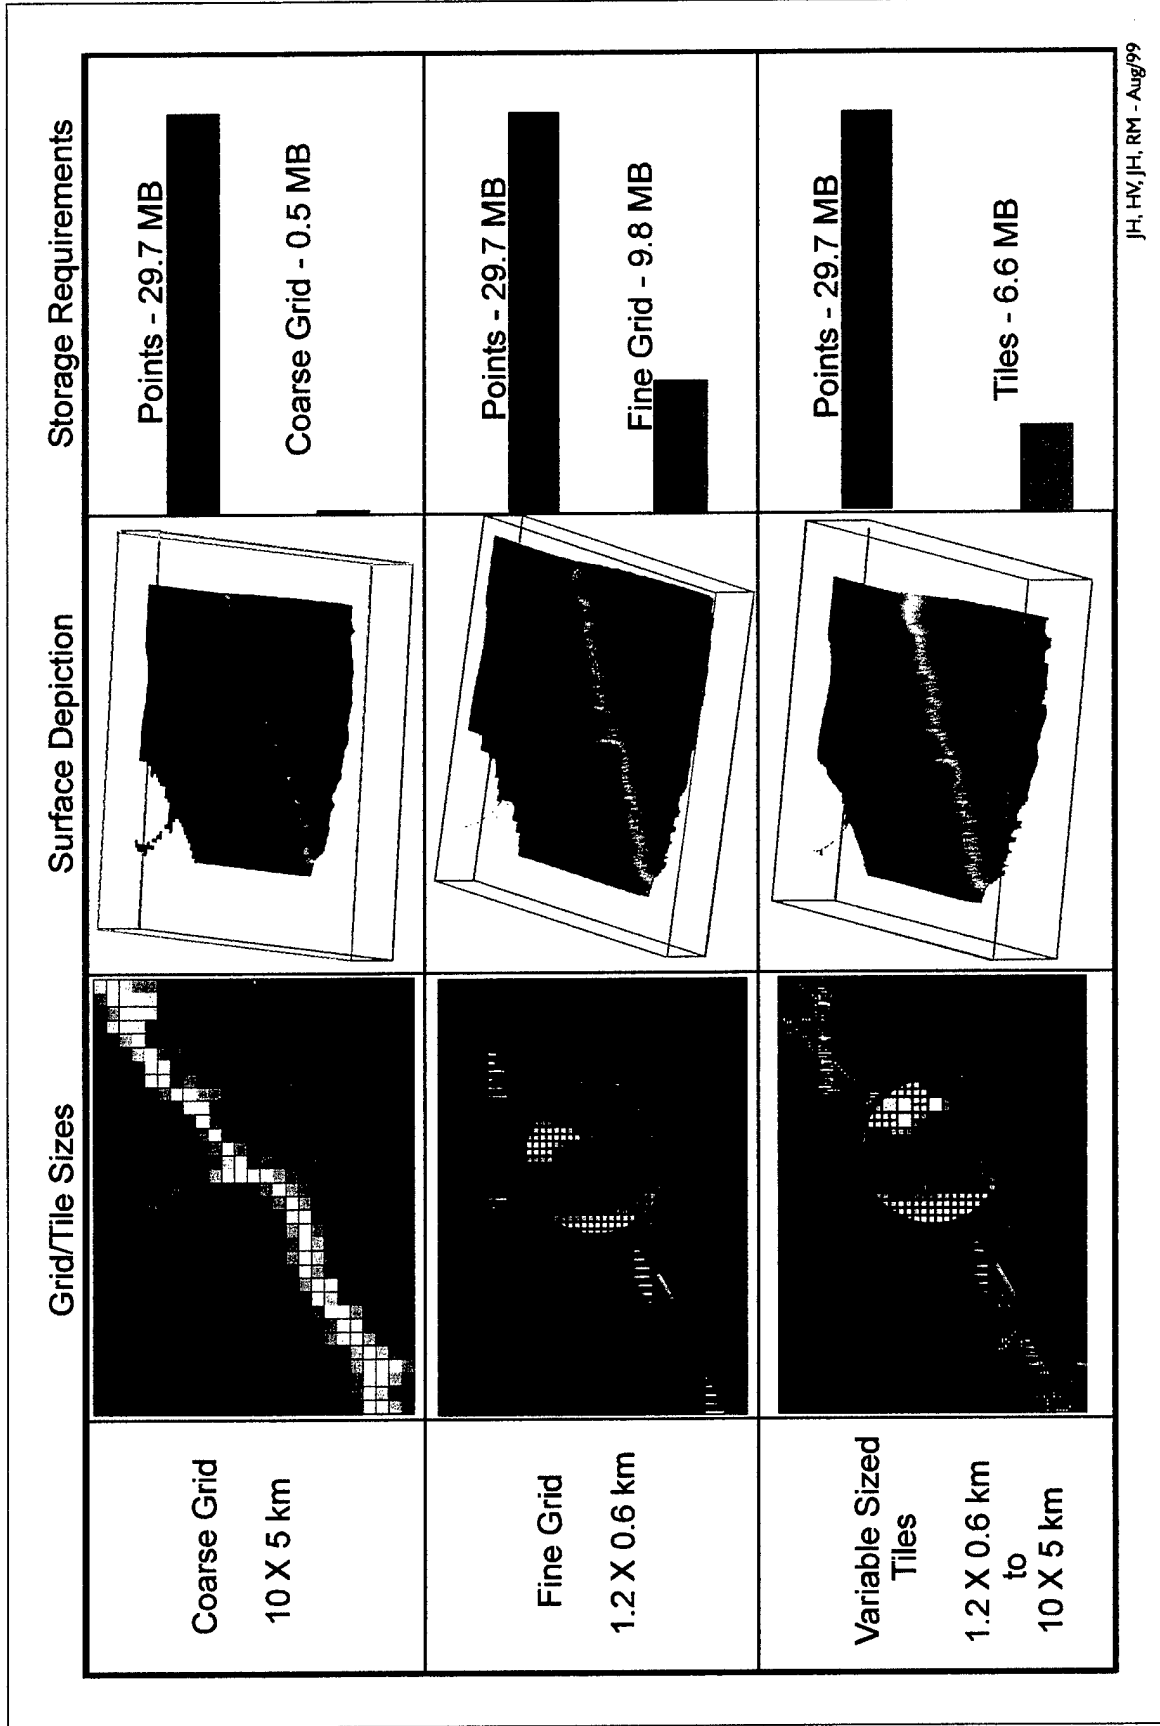 Grid/Tile Sizes
Surface Depiction
Storage Requirements
Coarse Grid
10 X 5 km
Points - 29.7 MB
Coarse Grid - 0.5 MB
Fine Grid
1.2 X 0.6 km
Points - 29.7 MB
Fine Grid - 9.8 MB
Variable Sized
Tiles
1.2 X 0.6 km
to
10 X 5 km
Points - 29.7 MB
Tiles - 6.6 MB
JH, HV, JH, RM - Aug/99